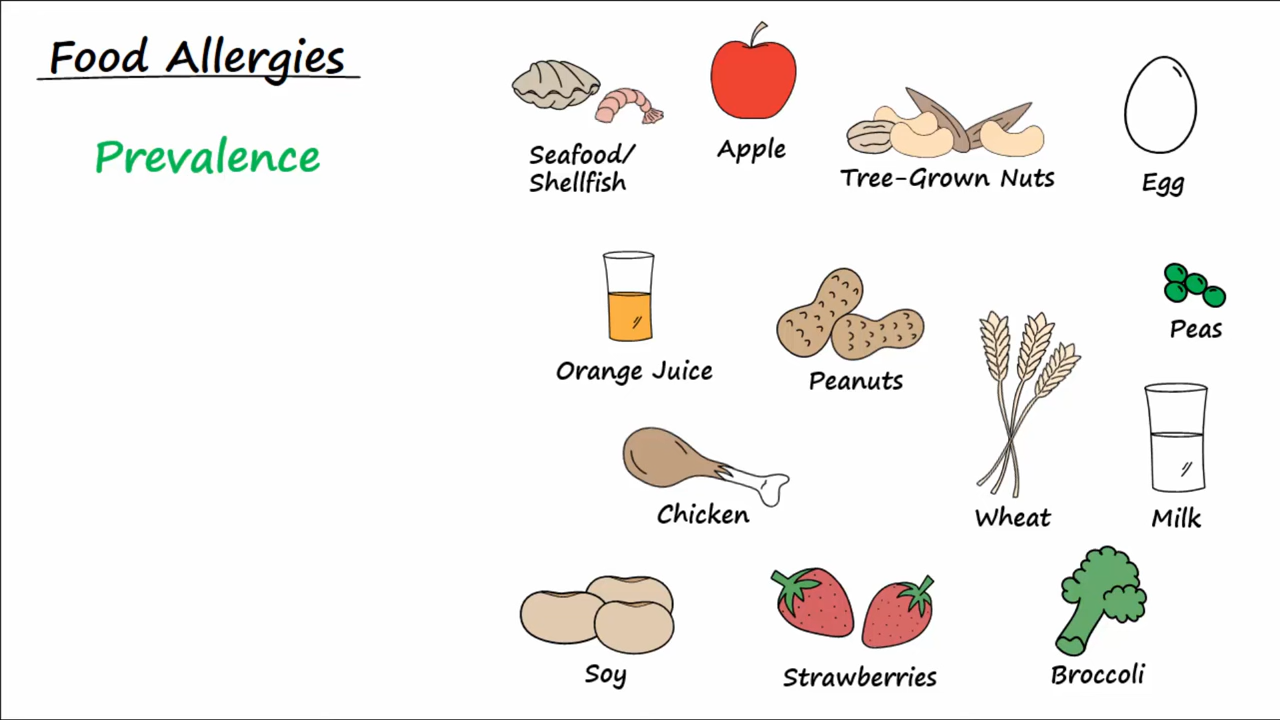 Food Allergies
Prevalence
Seafood/
Shellfish
Apple
Tree-Grown Nuts
Egg
Orange Juice
Peanuts
Peas
Chicken
Wheat
Milk
Soy
Strawberries
Broccoli